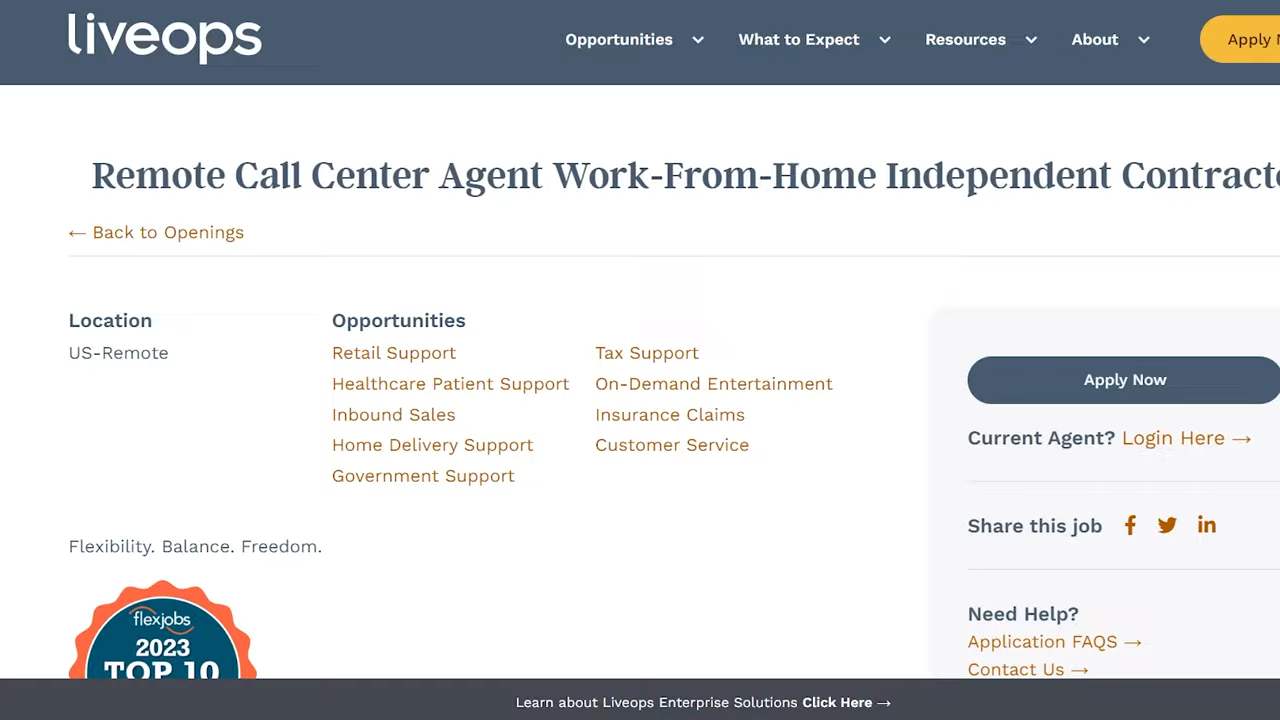 liveops
Opportunities What to Expect Resources About Apply
Remote Call Center Agent Work-From-Home Independent
← Back to Openings
Location
US-Remote
Opportunities
Retail Support
Healthcare Patient Support
Inbound Sales
Home Delivery Support
Government Support
Tax Support
On-Demand Entertainment
Insurance Claims
Customer Service
Flexibility. Balance. Freedom.
flexjobs
2023
TOP 10
Apply Now
Current Agent? Login Here →
Share this job
Need Help?
Application FAQS →
Contact Us →
Learn about Liveops Enterprise Solutions Click Here →